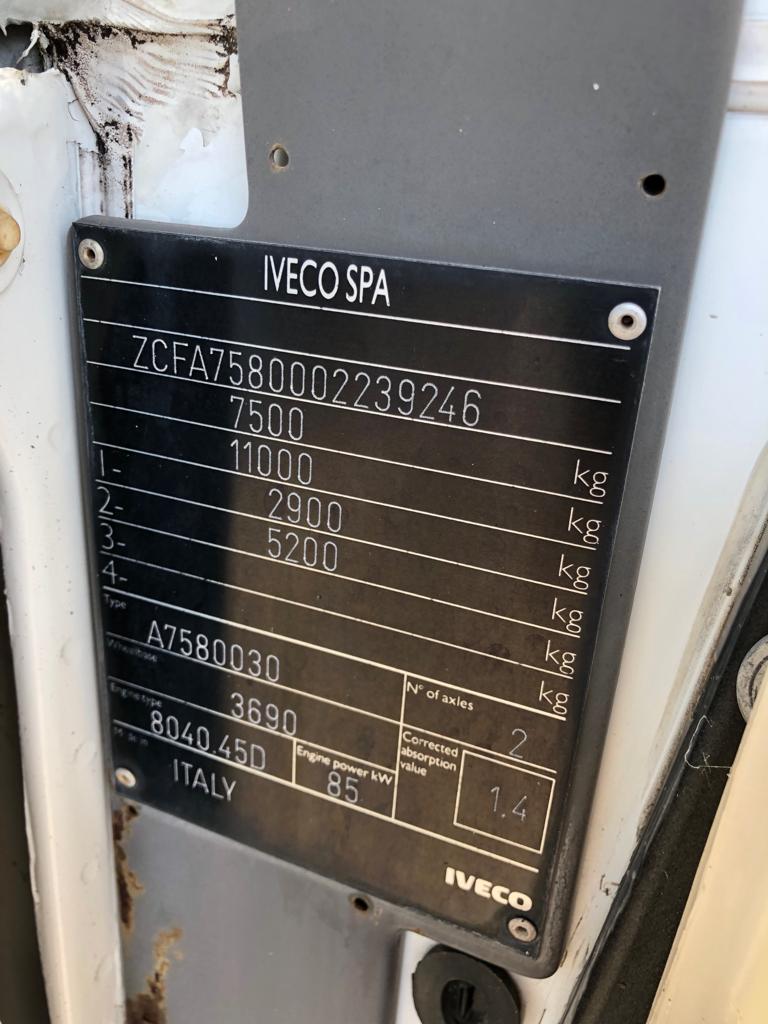 IVECO SPA
ZCFA7580002239246
7500 kg
11000 kg
1- 2900 kg
2- 5200 kg
3- kg
4- kg
Type A7580030
Wheelbase 3690
N° of axles 2
Engine type 8040.45D
Engine power kW 85
Corrected absorption value 1.4
ITALY
IVECO